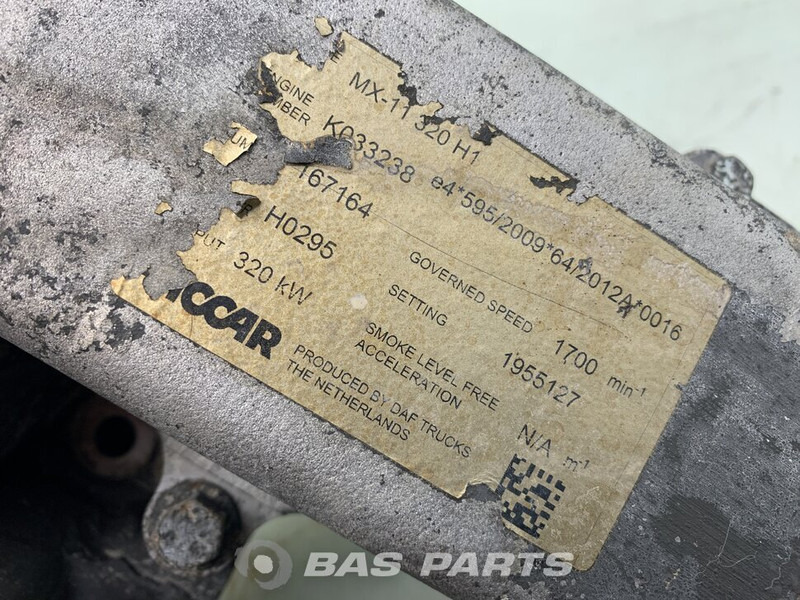 MX-11 320 H1
ENGINE
K033238 e4*595/2009*64/2012A*0016
167164
H0295
GOVERNED SPEED 1700 min-1
320 kW SETTING 1955127
SMOKE LEVEL FREE
ACCELERATION N/A m-1
PRODUCED BY DAF TRUCKS
THE NETHERLANDS
BAS PARTS